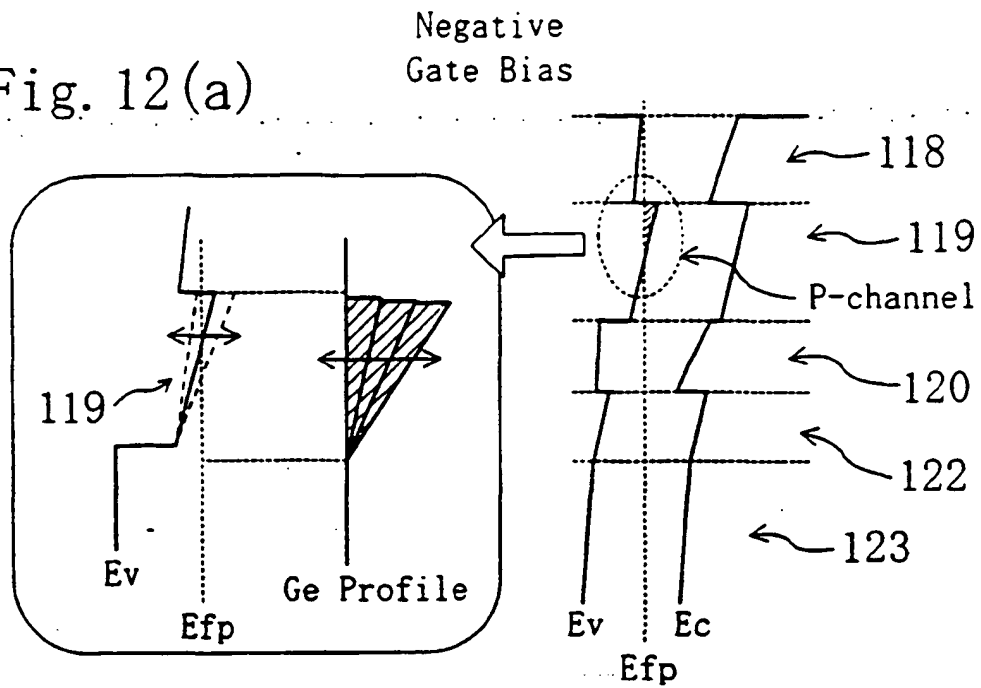 Negative
Gate Bias
Fig. 12(a)
118
119
P-channel
120
122
123
119
Ev
Efp
Ge Profile
Ev
Ec
Efp